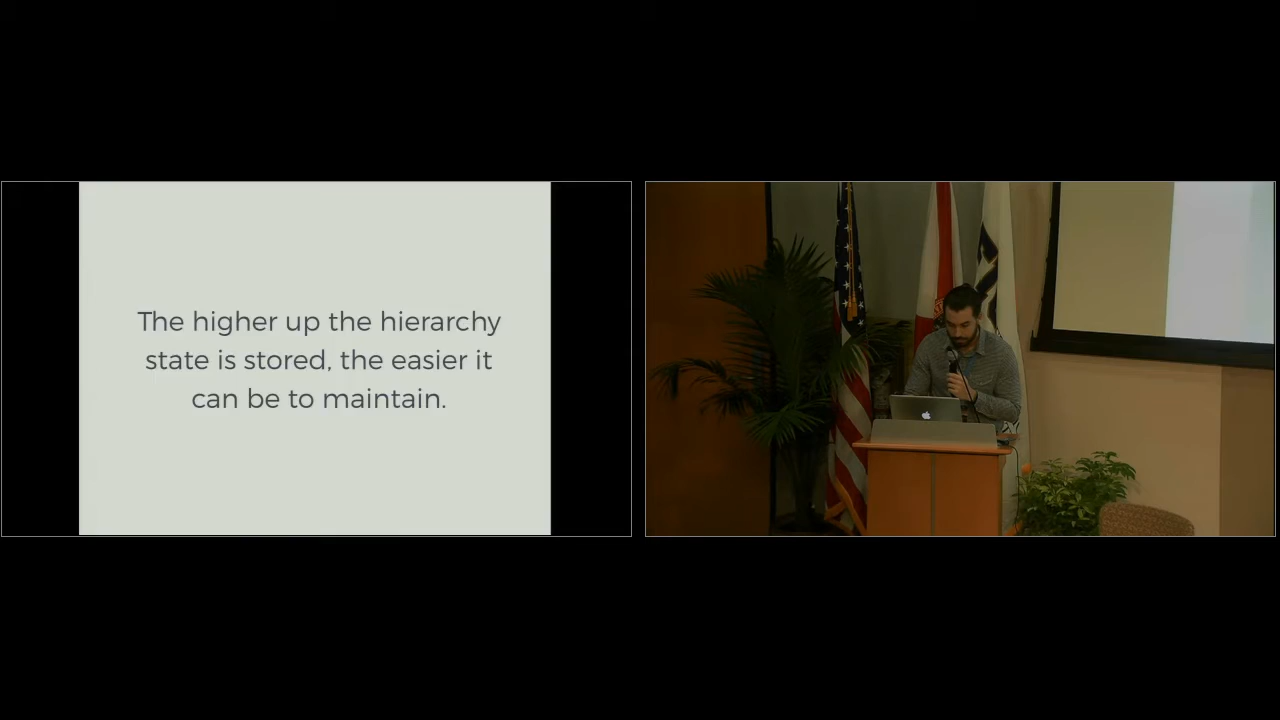 The higher up the hierarchy
state is stored, the easier it
can be to maintain.